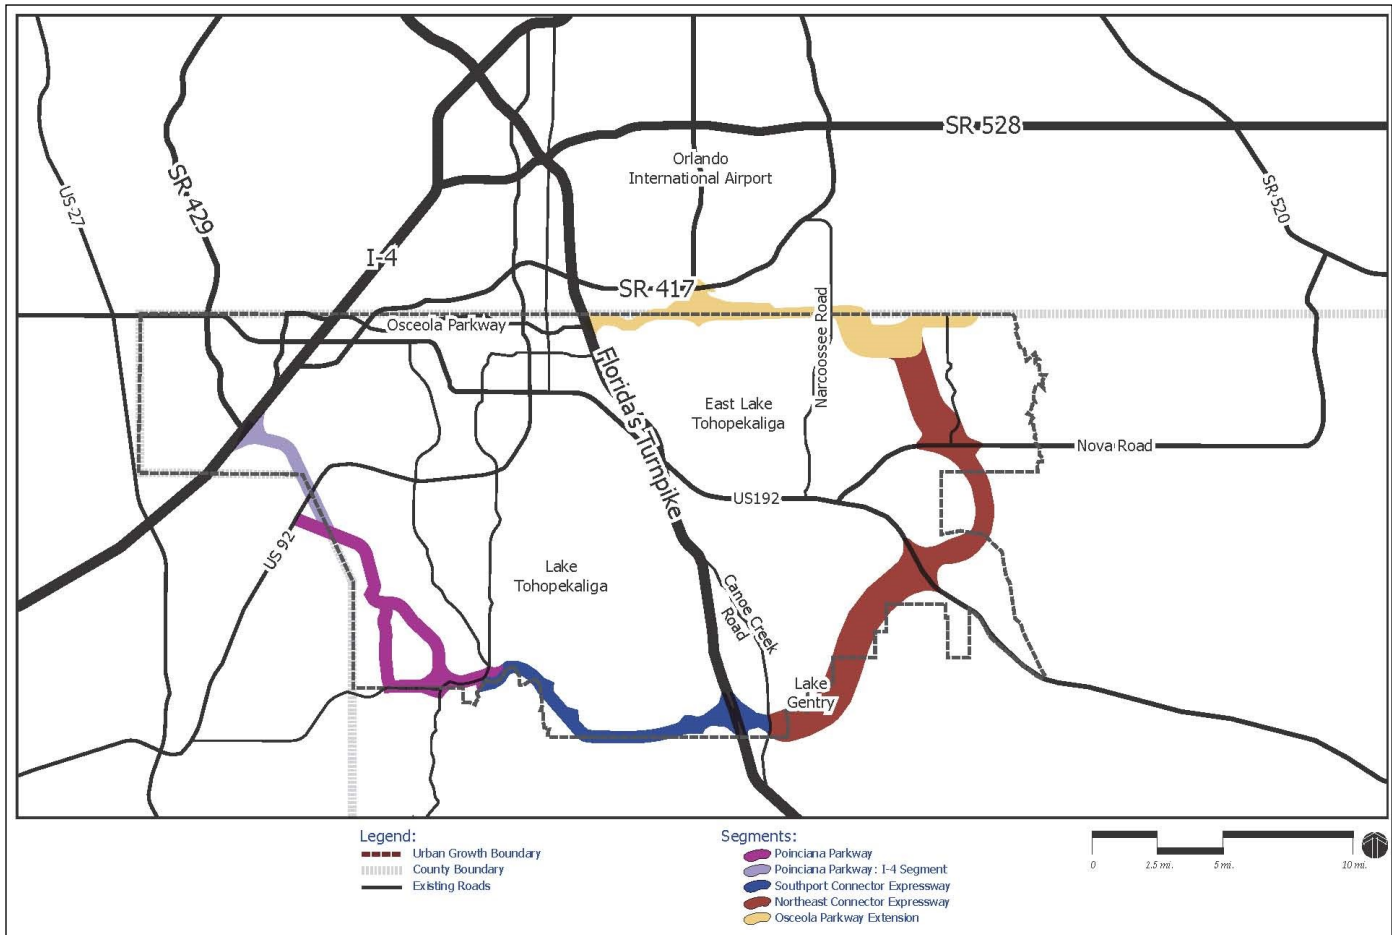 SR 528
Orlando
International Airport
US 27
SR 429
SR 520
I-4
SR 417
Osceola Parkway
Narcoossee Road
Florida's Turnpike
East Lake
Tohopekaliga
Nova Road
US192
US 92
Lake
Tohopekaliga
Canoe Creek
Road
Lake
Gentry
Legend:
Urban Growth Boundary
County Boundary
Existing Roads
Segments:
Poinciana Parkway
Poinciana Parkway: I-4 Segment
Southport Connector Expressway
Northeast Connector Expressway
Osceola Parkway Extension
0 2.5 mi. 5 mi. 10 mi.